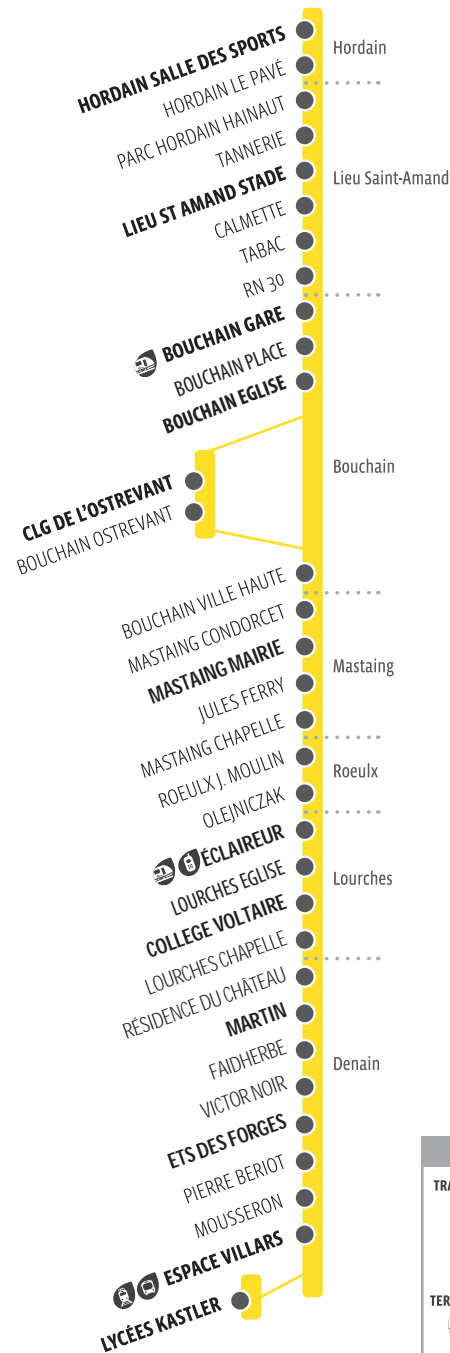 HORDAIN SALLE DES SPORTS
Hordain
HORDAIN LE PAVÉ
PARC HORDAIN HAINAUT
TANNERIE
LIEU ST AMAND STADE
Lieu Saint-Amand
CALMETTE
TABAC
RN 30
BOUCHAIN GARE
BOUCHAIN PLACE
BOUCHAIN EGLISE
Bouchain
CLG DE L'OSTREVANT
BOUCHAIN OSTREVANT
BOUCHAIN VILLE HAUTE
MASTAING CONDORCET
MASTAING MAIRIE
Mastaing
JULES FERRY
MASTAING CHAPELLE
ROEULX J. MOULIN
Roeulx
OLEJNICZAK
ÉCLAIREUR
LOURCHES EGLISE
Lourches
COLLEGE VOLTAIRE
LOURCHES CHAPELLE
RÉSIDENCE DU CHÂTEAU
MARTIN
FAIDHERBE
Denain
VICTOR NOIR
ETS DES FORGES
PIERRE BERIOT
MOUSSERON
ESPACE VILLARS
LYCÉES KASTLER